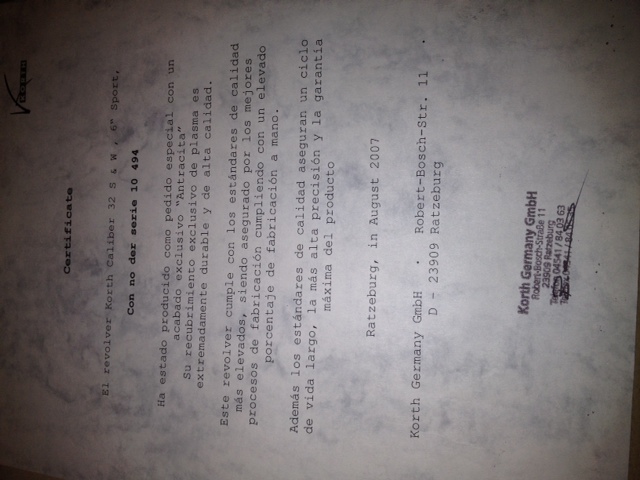 Certificate
El revolver Korth Caliber 32 S & W , 6" Sport,
Con no der serie 10 494
Ha estado producido como pedido especial con un
acabado exclusivo "Antracita"
Su recubrimiento exclusivo de plasma es
extremadamente durable y de alta calidad.
Este revolver cumple con los estándares de calidad
más elevados, siendo asegurado por los mejores
procesos de fabricación cumpliendo con un elevado
porcentaje de fabricación a mano.
Además los estándares de calidad aseguran un ciclo
de vida largo, la más alta precisión y la garantía
máxima del producto
Ratzeburg, in August 2007
Korth Germany GmbH · Robert-Bosch-Str. 11 .
D - 23909 Ratzeburg
Korth Germany GmbH
Robert-Bosch-Straße 11
23909 Ratzeburg
04541 / 84 03 63